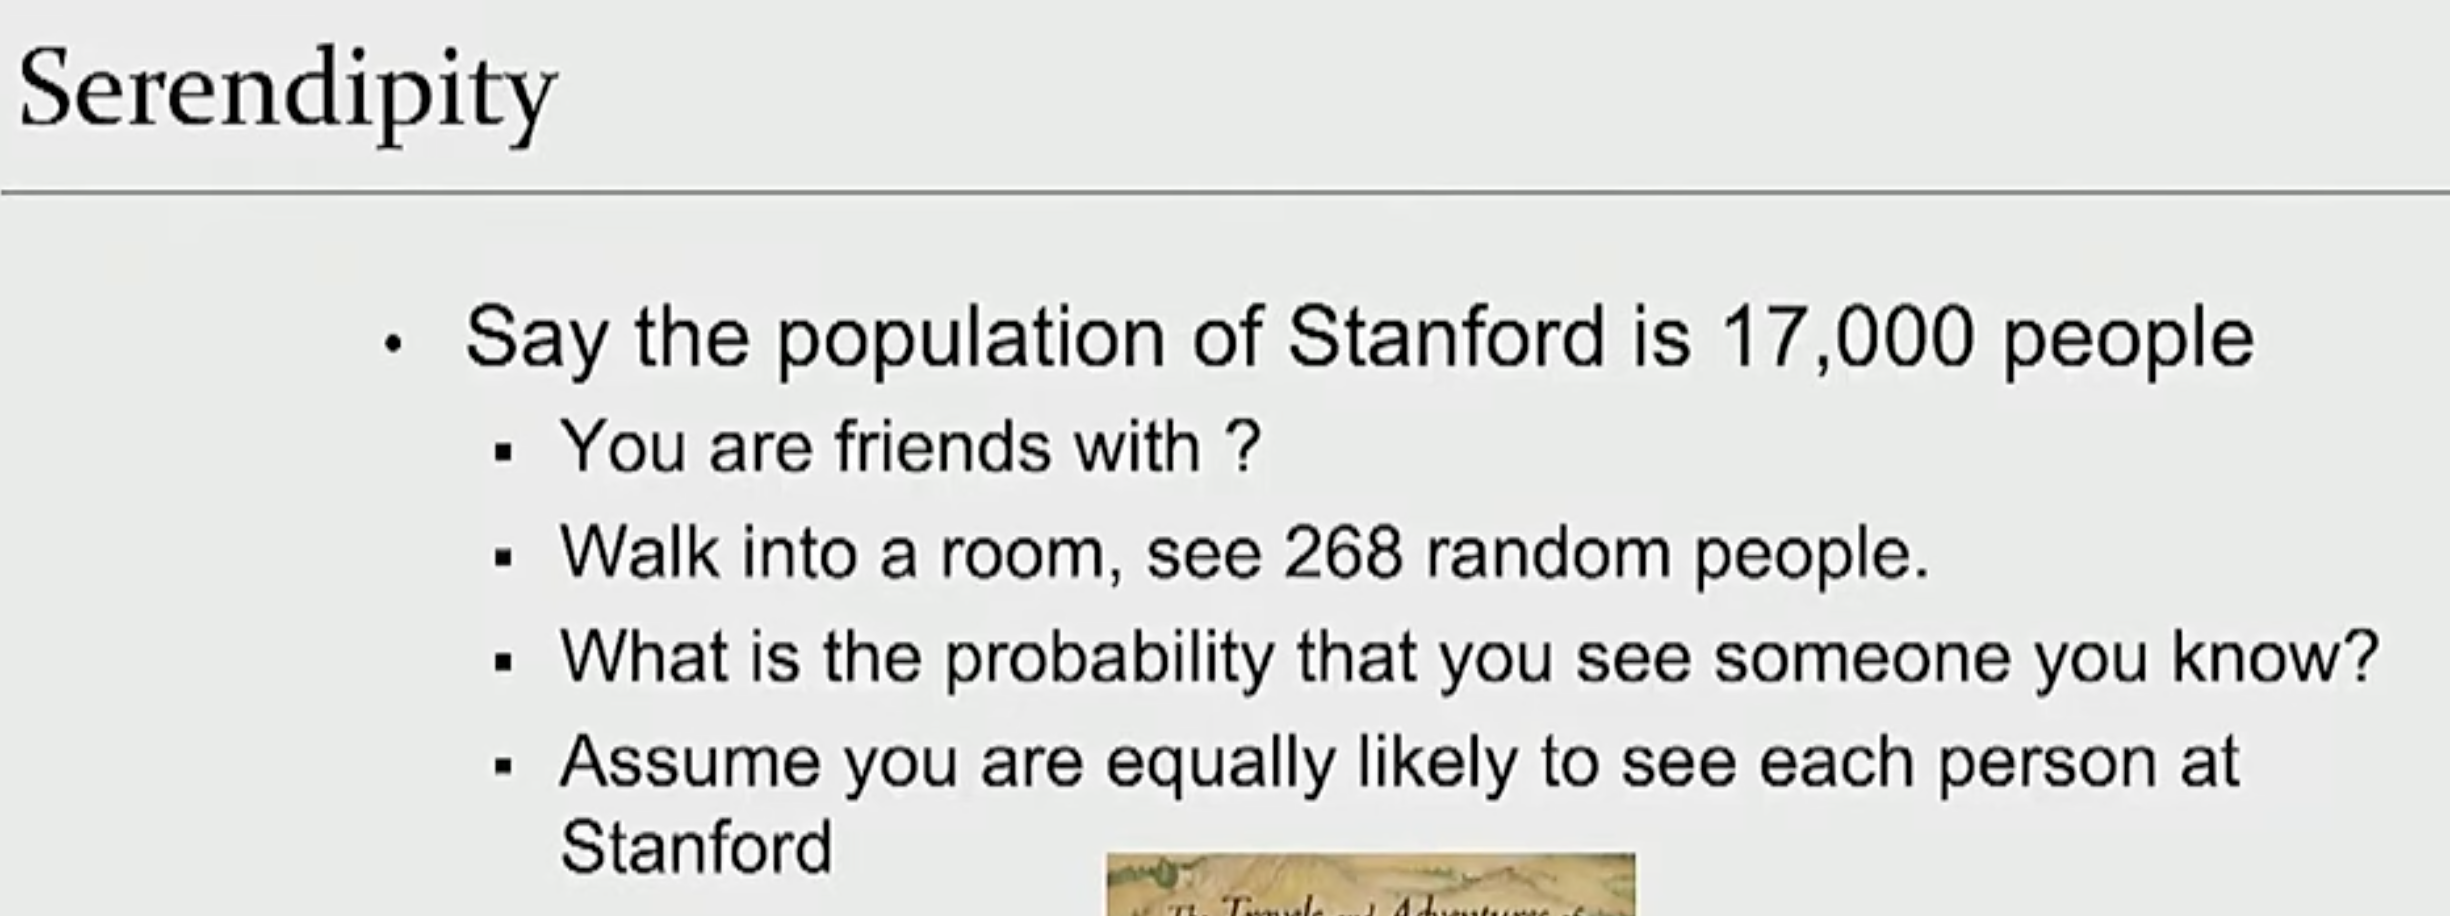 Serendipity
• Say the population of Stanford is 17,000 people
▪ You are friends with ?
▪ Walk into a room, see 268 random people.
▪ What is the probability that you see someone you know?
▪ Assume you are equally likely to see each person at
Stanford
The Travels and Adventures of